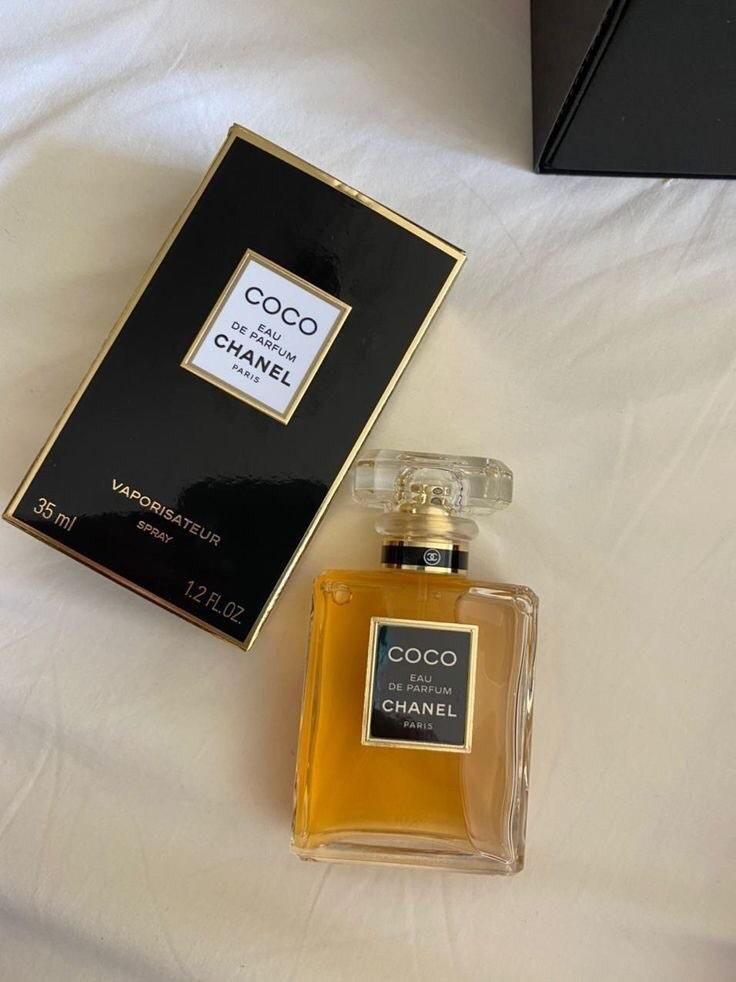 COCO
EAU
DE PARFUM
CHANEL
PARIS
VAPORISATEUR
SPRAY
35 ml
1.2 FL.OZ.
COCO
EAU
DE PARFUM
CHANEL
PARIS